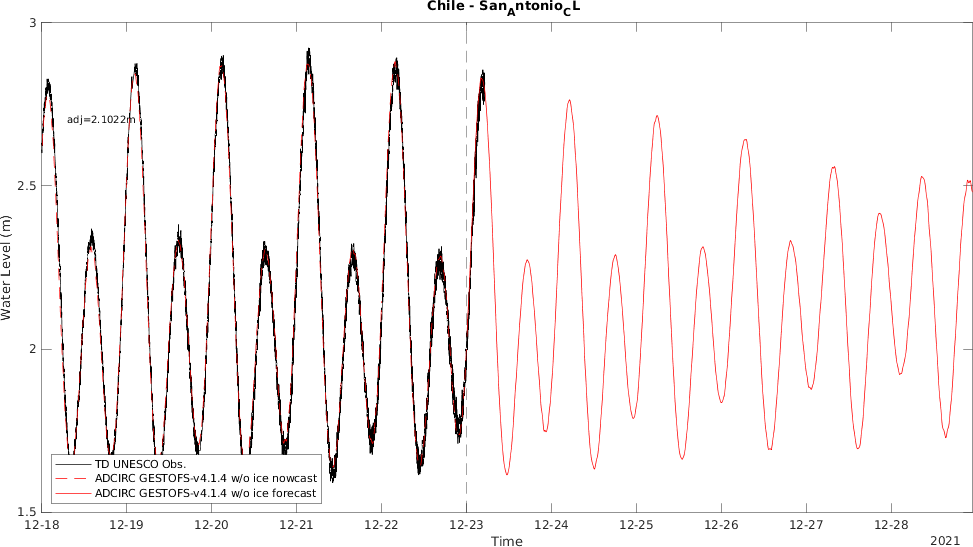 Chile - San_Antonio_CL
3
2.5
2
1.5
Water Level (m)
adj=2.1022m
TD UNESCO Obs.
ADCIRC GESTOFS-v4.1.4 w/o ice nowcast
ADCIRC GESTOFS-v4.1.4 w/o ice forecast
12-18 12-19 12-20 12-21 12-22 12-23 12-24 12-25 12-26 12-27 12-28
Time
2021